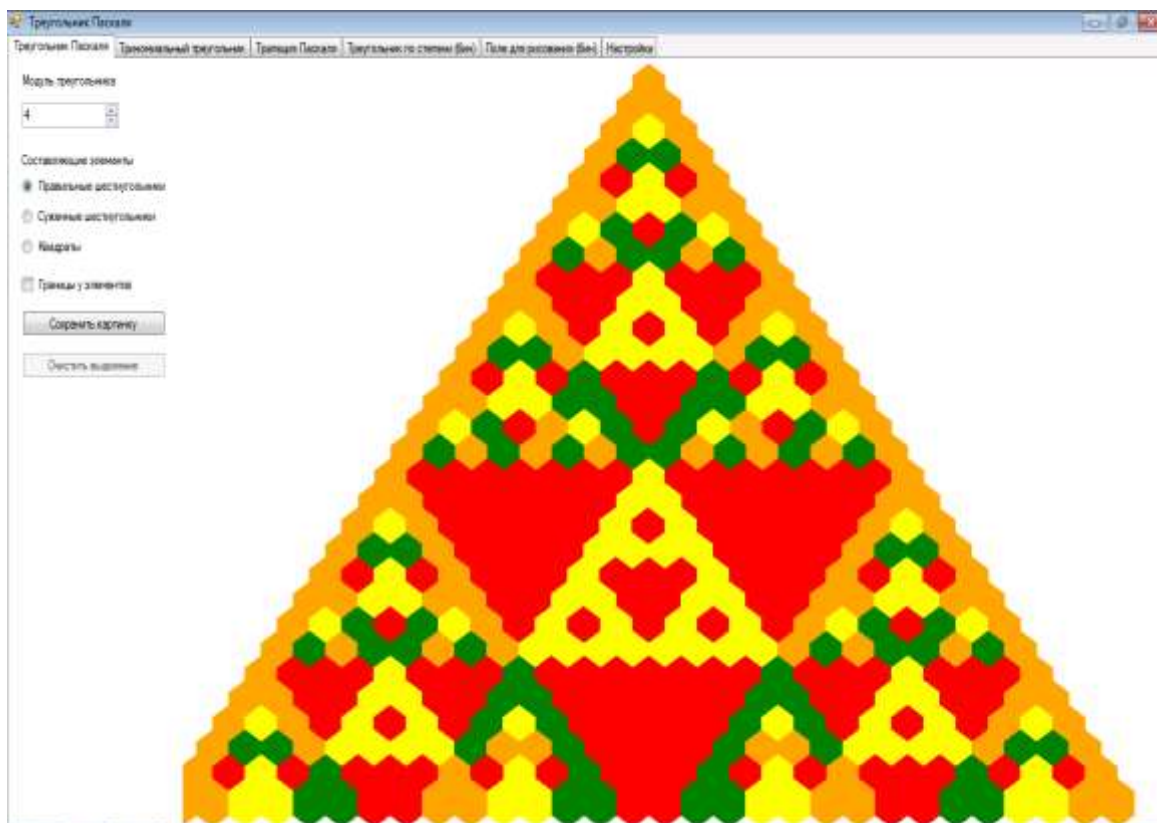 Треугольник Паскаля
Треугольник Паскаля Триномиальный треугольник Трапеция Паскаля Треугольник по степени (бин) Поле для рисования (бин) Настройки
Модуль треугольника
4
Составляющие элементы
Правильные шестиугольники
Суженные шестиугольники
Квадраты
Границы у элементов
Сохранить картинку
Очистить выделение